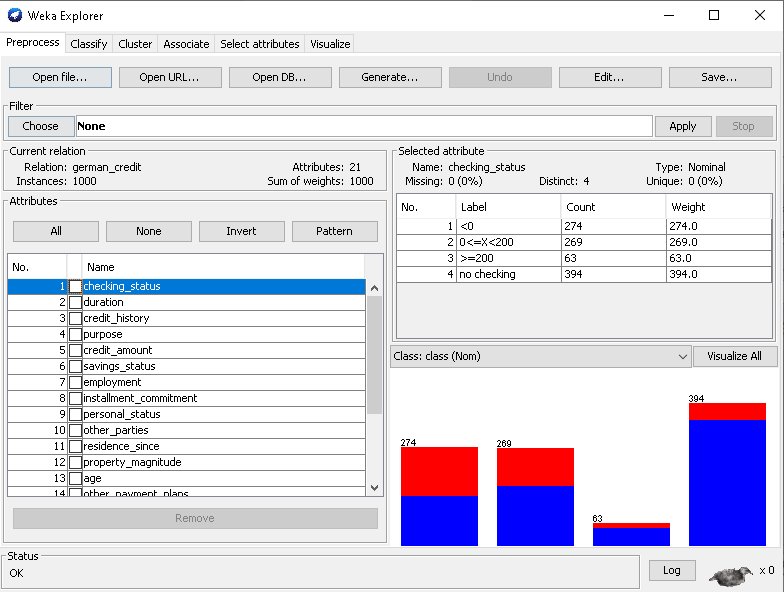 Weka Explorer
Preprocess Classify Cluster Associate Select attributes Visualize
Open file... Open URL... Open DB... Generate... Undo Edit... Save...
Filter
Choose None Apply Stop
Current relation
Relation: german_credit Attributes: 21
Instances: 1000 Sum of weights: 1000
Attributes
All None Invert Pattern
No. Name
1 checking_status
2 duration
3 credit_history
4 purpose
5 credit_amount
6 savings_status
7 employment
8 installment_commitment
9 personal_status
10 other_parties
11 residence_since
12 property_magnitude
13 age
14 other_payment_plans
Remove
Selected attribute
Name: checking_status Type: Nominal
Missing: 0 (0%) Distinct: 4 Unique: 0 (0%)
No. Label Count Weight
1 <0 274 274.0
2 0<=X<200 269 269.0
3 >=200 63 63.0
4 no checking 394 394.0
Class: class (Nom) Visualize All
274 269 63 394
Status
OK Log x 0